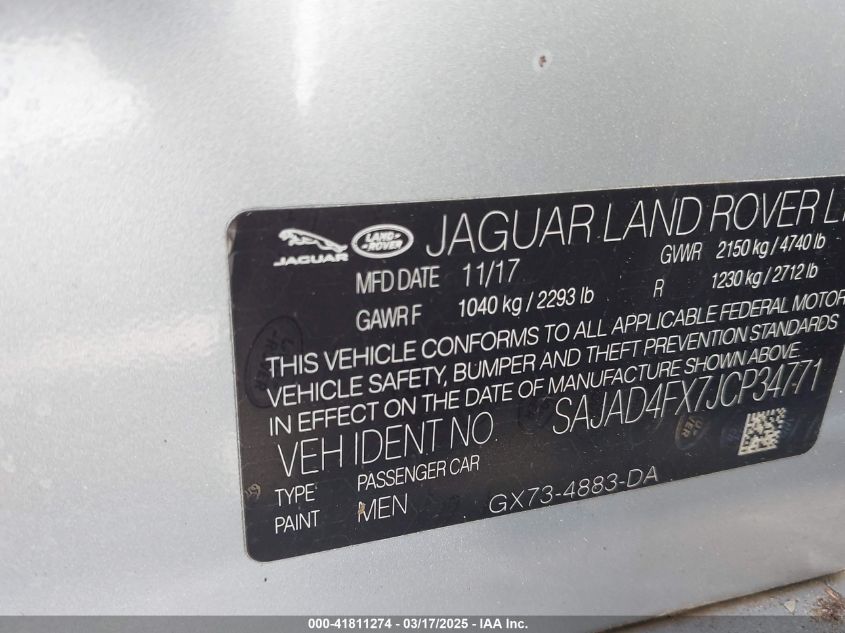 JAGUAR LAND-ROVER JAGUAR LAND ROVER
MFD DATE 11/17 GVWR 2150 kg / 4740 lb
GAWR F 1040 kg / 2293 lb R 1230 kg / 2712 lb
THIS VEHICLE CONFORMS TO ALL APPLICABLE FEDERAL MOTOR
VEHICLE SAFETY, BUMPER AND THEFT PREVENTION STANDARDS
IN EFFECT ON THE DATE OF MANUFACTURE SHOWN ABOVE.
VEH IDENT NO SAJAD4FX7JCP34771
TYPE PASSENGER CAR
PAINT MEN GX73-4883-DA
000-41811274 - 03/17/2025 - IAA Inc.